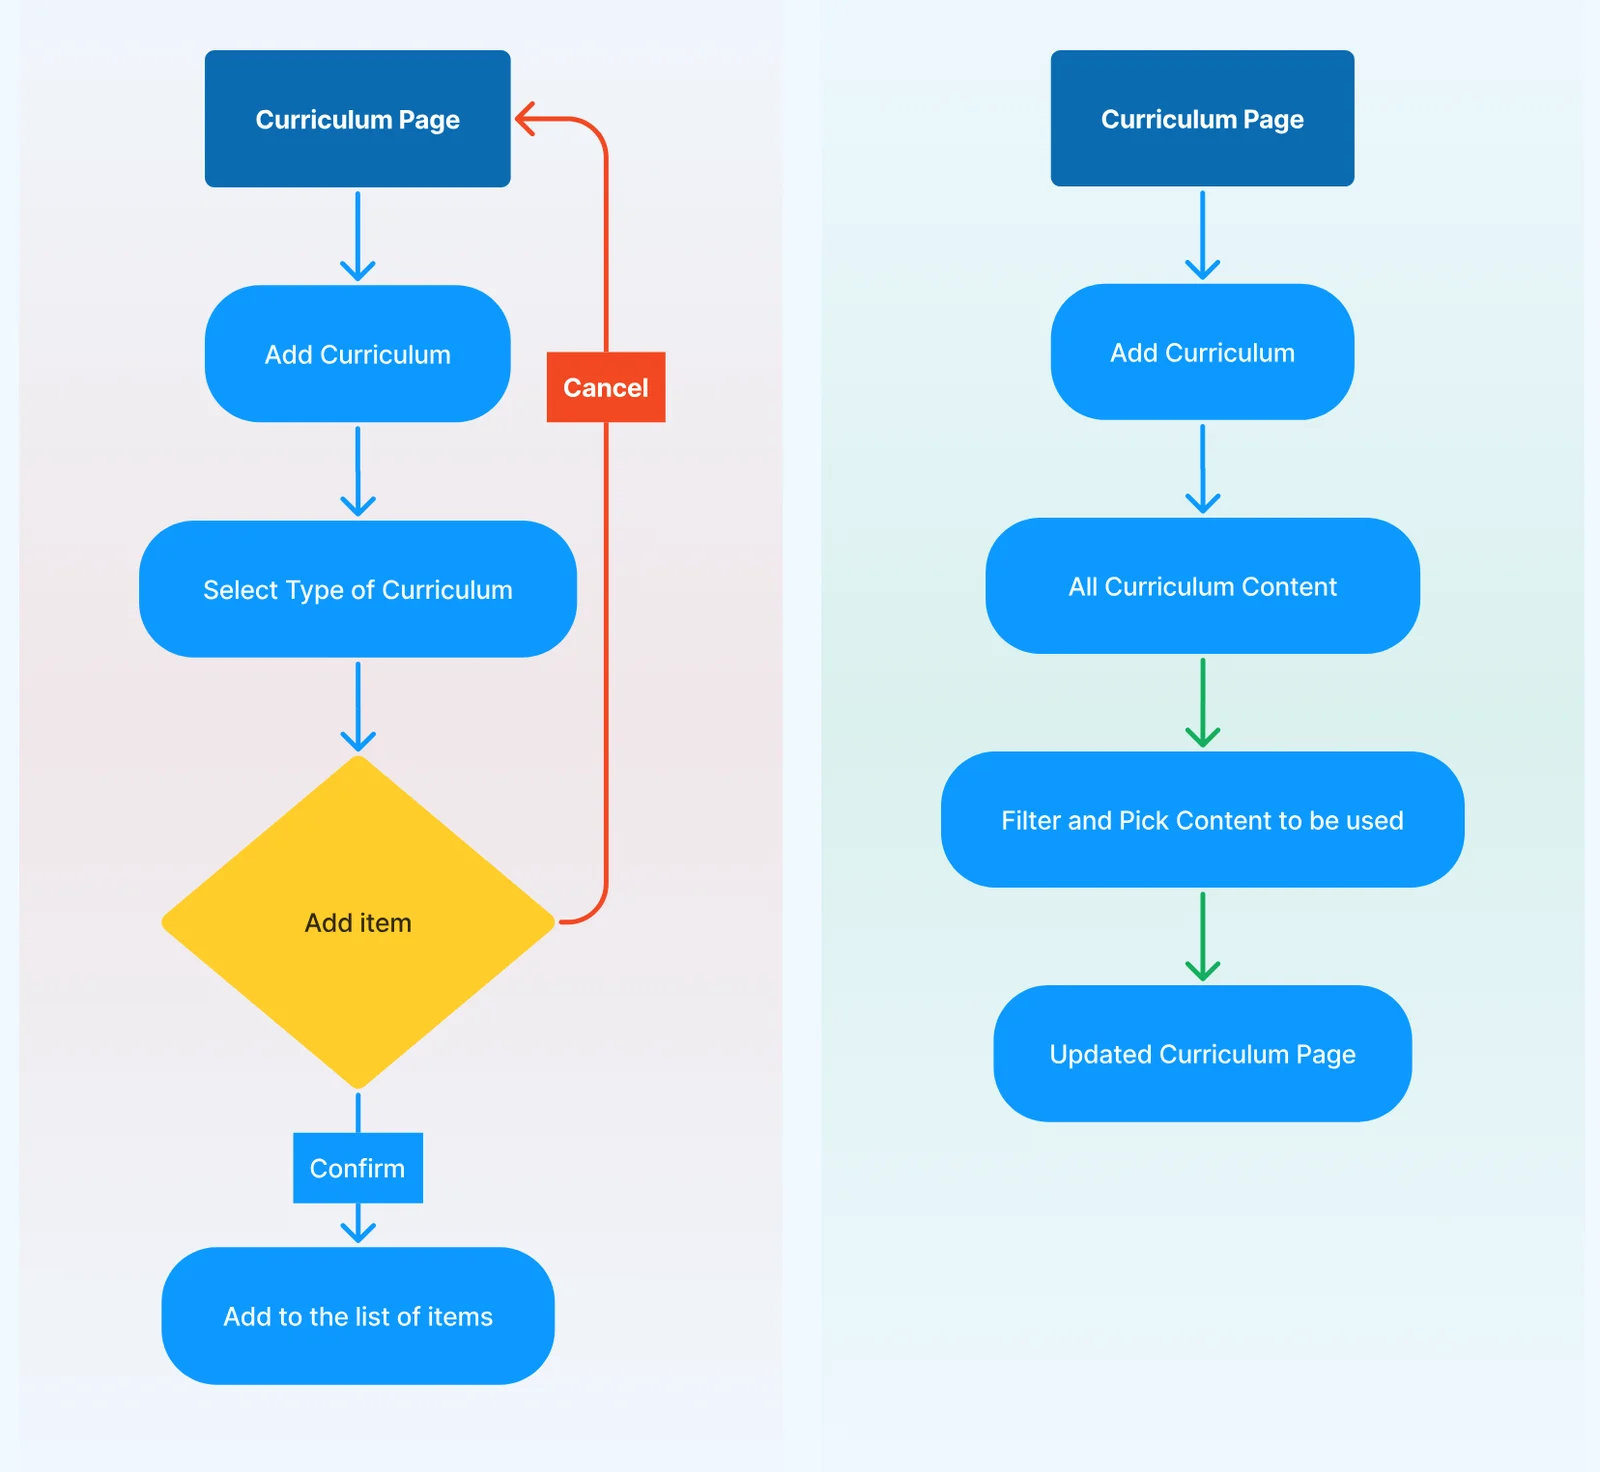 Curriculum Page
Add Curriculum
Cancel
Select Type of Curriculum
Add item
Confirm
Add to the list of items
Curriculum Page
Add Curriculum
All Curriculum Content
Filter and Pick Content to be used
Updated Curriculum Page